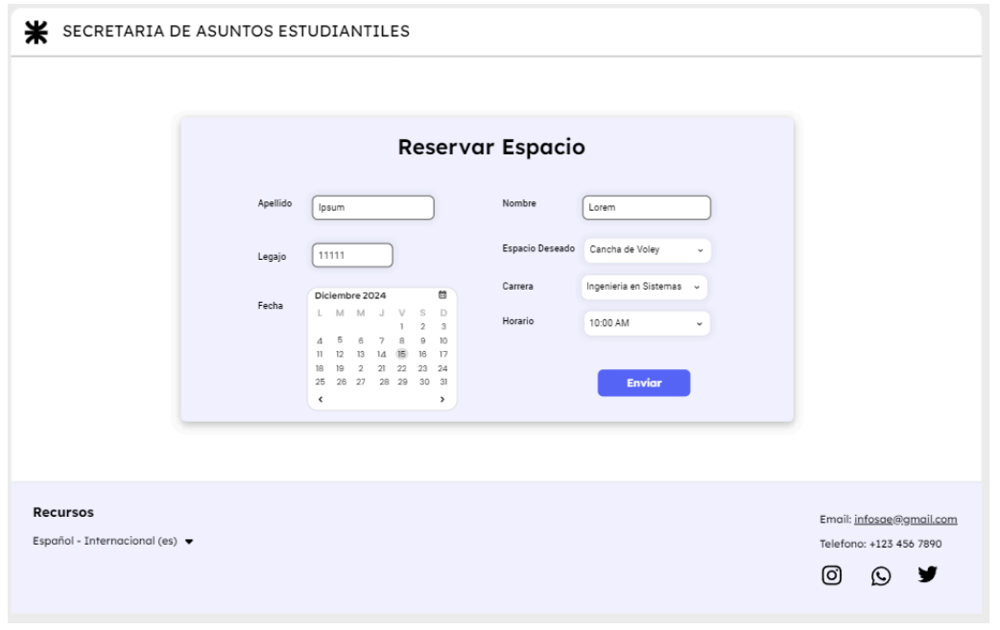 SECRETARIA DE ASUNTOS ESTUDIANTILES
Reservar Espacio
Apellido Ipsum
Nombre Lorem
Legajo 11111
Espacio Deseado Cancha de Voley
Carrera Ingenieria en Sistemas
Horario 10:00 AM
Fecha
Diciembre 2024
L M M J V S D
1 2 3
4 5 6 7 8 9 10
11 12 13 14 15 16 17
18 19 2 21 22 23 24
25 26 27 28 29 30 31
Enviar
Recursos
Español - Internacional (es)
Email: infosae@gmail.com
Telefono: +123 456 7890